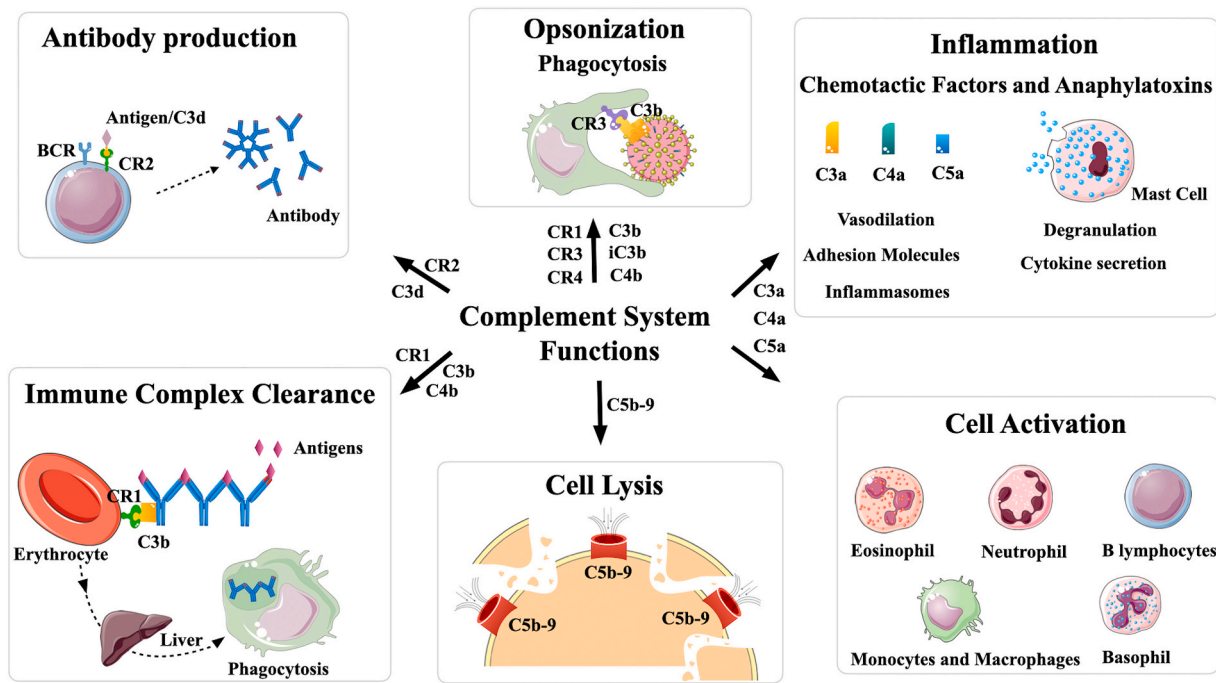 Antibody production
Antigen/C3d
BCR
CR2
Antibody
Opsonization
Phagocytosis
C3b
CR3
Inflammation
Chemotactic Factors and Anaphylatoxins
C3a
C4a
C5a
Mast Cell
Vasodilation
Degranulation
Adhesion Molecules
Cytokine secretion
Inflammasomes
CR1
CR3
CR4
C3b
iC3b
C4b
CR2
C3d
C3a
C4a
C5a
Complement System
Functions
CR1
C3b
C4b
C5b-9
Immune Complex Clearance
Antigens
CR1
C3b
Erythrocyte
Liver
Phagocytosis
Cell Lysis
C5b-9
C5b-9
C5b-9
Cell Activation
Eosinophil
Neutrophil
B lymphocytes
Monocytes and Macrophages
Basophil